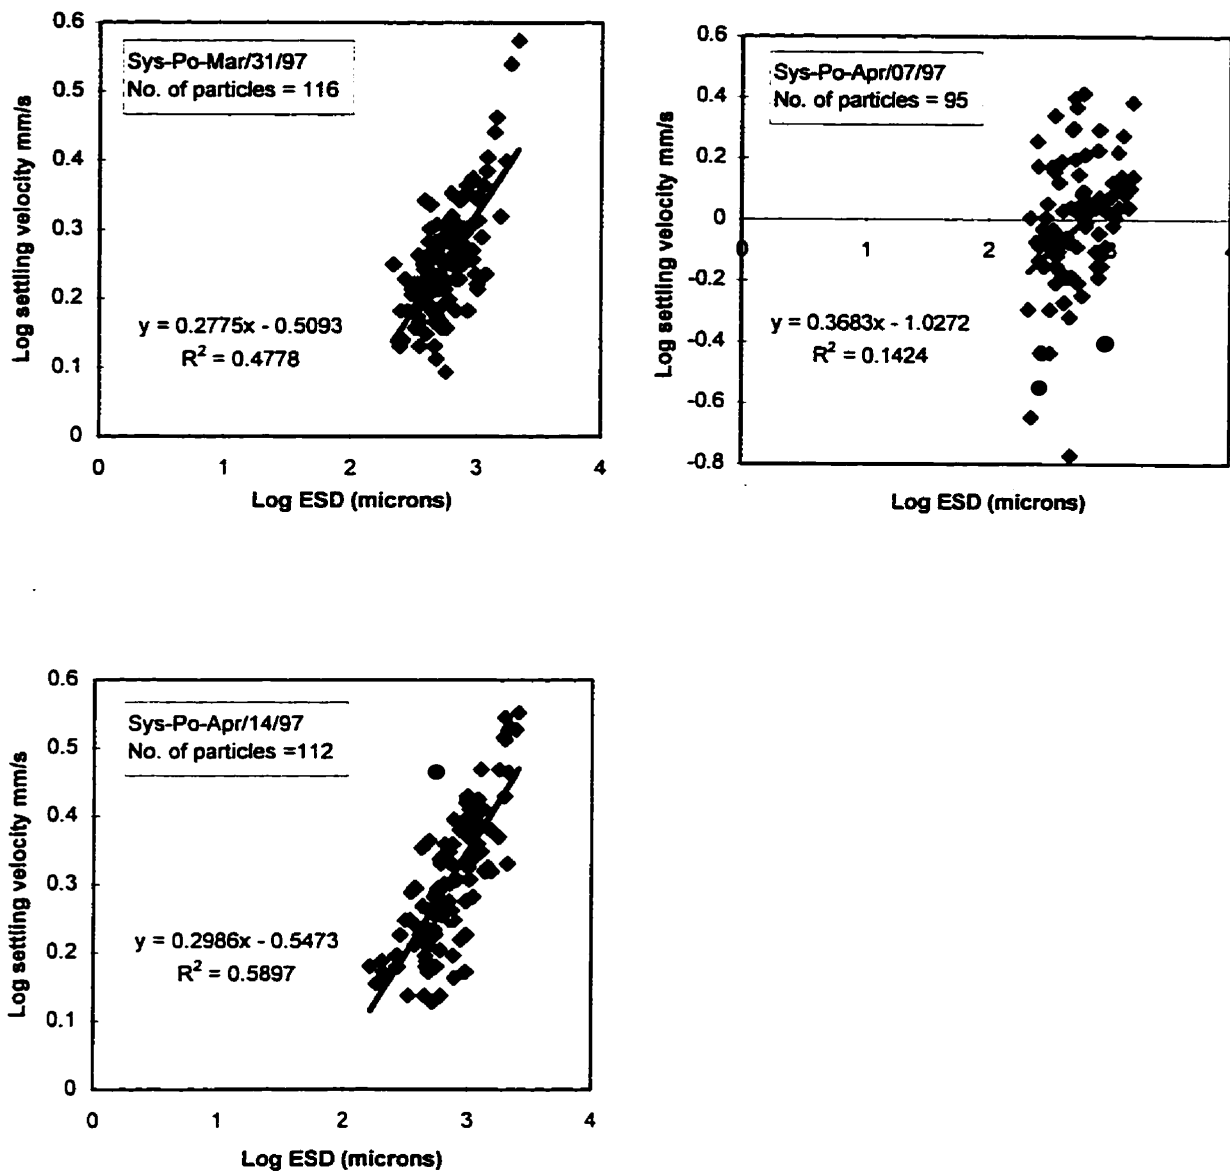 0.6
Sys-Po-Mar/31/97
No. of particles = 116
0.5
0.4
0.3
0.2
0.1
0
Log settling velocity mm/s
y = 0.2775x - 0.5093
R² = 0.4778
0 1 2 3 4
Log ESD (microns)
0.6
Sys-Po-Apr/07/97
No. of particles = 95
0.4
0.2
0
-0.2
-0.4
-0.6
-0.8
Log settling velocity mm/s
0 1 2 3 4
y = 0.3683x - 1.0272
R² = 0.1424
Log ESD (microns)
0.6
Sys-Po-Apr/14/97
No. of particles =112
0.5
0.4
0.3
0.2
0.1
0
Log settling velocity mm/s
y = 0.2986x - 0.5473
R² = 0.5897
0 1 2 3 4
Log ESD (microns)